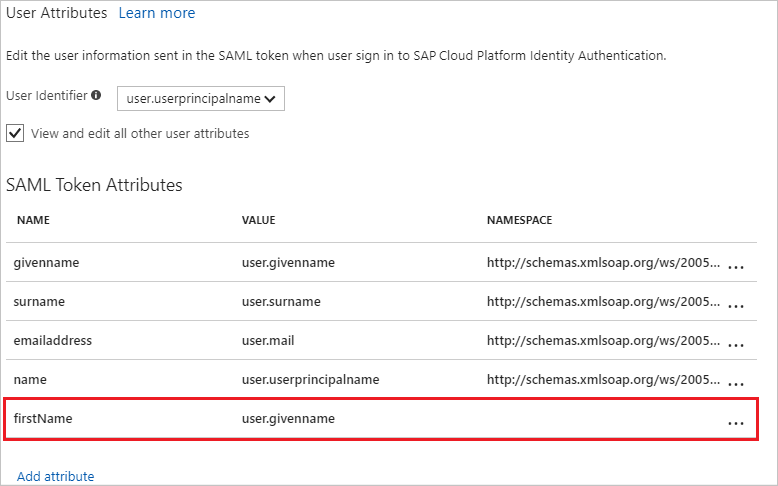 User Attributes Learn more
Edit the user information sent in the SAML token when user sign in to SAP Cloud Platform Identity Authentication.
User Identifier user.userprincipalname
View and edit all other user attributes
SAML Token Attributes
NAME VALUE NAMESPACE
givenname user.givenname http://schemas.xmlsoap.org/ws/2005... ...
surname user.surname http://schemas.xmlsoap.org/ws/2005... ...
emailaddress user.mail http://schemas.xmlsoap.org/ws/2005... ...
name user.userprincipalname http://schemas.xmlsoap.org/ws/2005... ...
firstName user.givenname ...
Add attribute